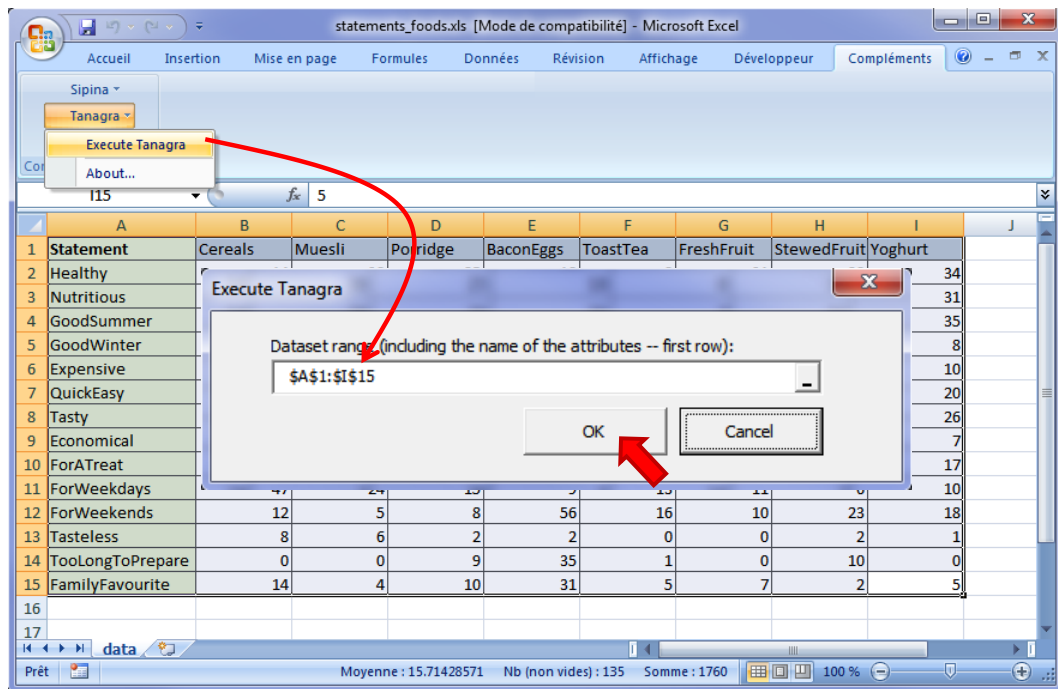 statements_foods.xls [Mode de compatibilité] - Microsoft Excel
Accueil Insertion Mise en page Formules Données Révision Affichage Développeur Compléments
Sipina
Tanagra
Execute Tanagra
About...
I15 fx 5
A B C D E F G H I J
1 Statement Cereals Muesli Porridge BaconEggs ToastTea FreshFruit StewedFruit Yoghurt
2 Healthy 34
3 Nutritious 31
4 GoodSummer 35
5 GoodWinter 8
6 Expensive 10
7 QuickEasy 20
8 Tasty 26
9 Economical 7
10 ForATreat 17
11 ForWeekdays 47 24 15 9 13 11 6 10
12 ForWeekends 12 5 8 56 16 10 23 18
13 Tasteless 8 6 2 2 0 0 2 1
14 TooLongToPrepare 0 0 9 35 1 0 10 0
15 FamilyFavourite 14 4 10 31 5 7 2 5
16
17
Execute Tanagra
Dataset range (including the name of the attributes -- first row):
$A$1:$I$15
OK Cancel
data
Prêt Moyenne : 15.71428571 Nb (non vides) : 135 Somme : 1760 100 %